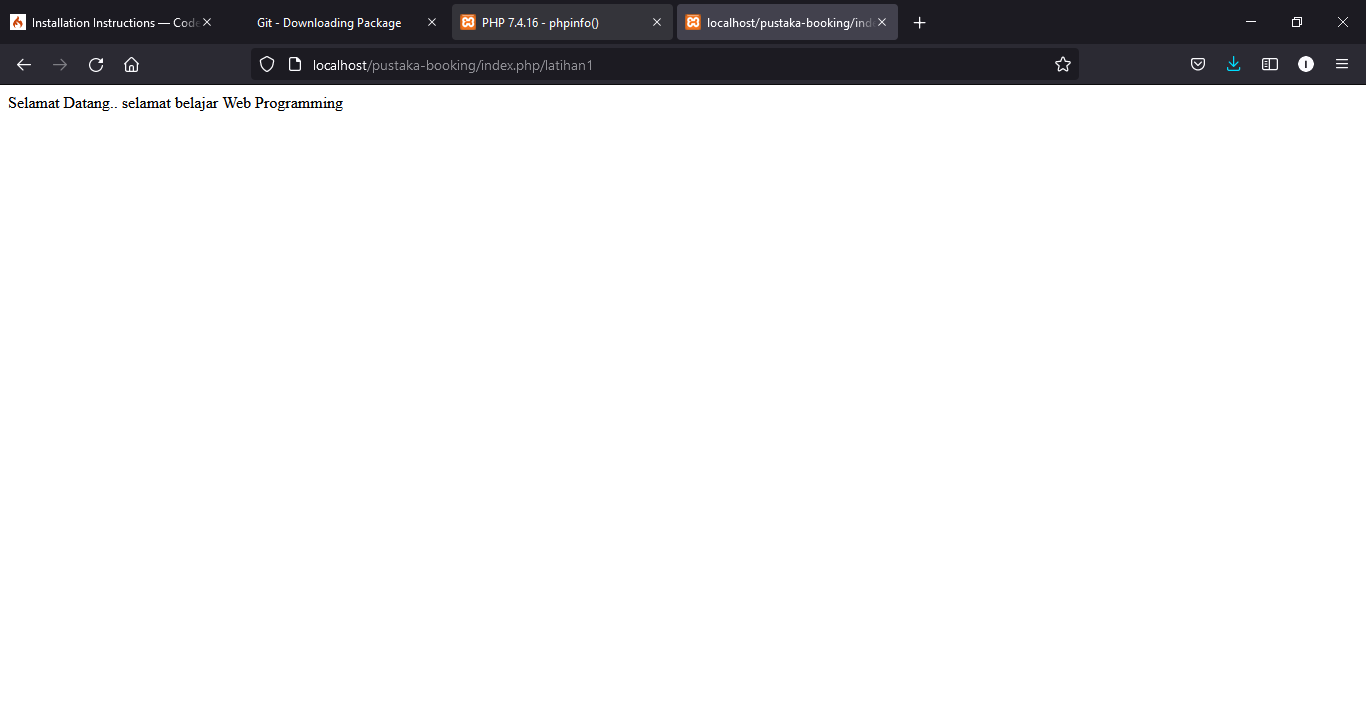 Installation Instructions — Code
Git - Downloading Package
PHP 7.4.16 - phpinfo()
localhost/pustaka-booking/inde
localhost/pustaka-booking/index.php/latihan1
Selamat Datang.. selamat belajar Web Programming